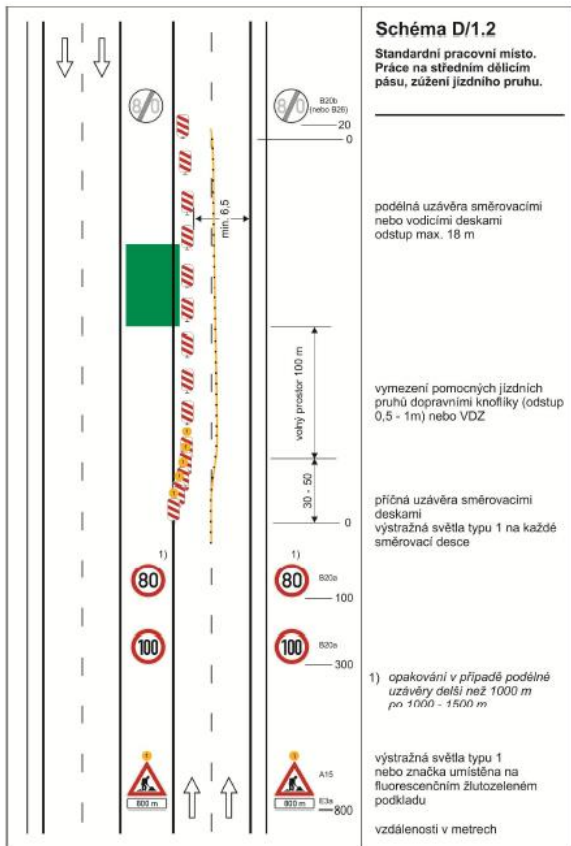 Schéma D/1.2
Standardní pracovní místo.
Práce na středním dělicím
pásu, zúžení jízdního pruhu.
80
80
B20b
(nebo B26)
20
0
min. 6,5
podélná uzávěra směrovacími
nebo vodicími deskami
odstup max. 18 m
volný prostor 100 m
vymezení pomocných jízdních
pruhů dopravními knoflíky (odstup
0,5 - 1m) nebo VDZ
30 - 50
0
příčná uzávěra směrovacími
deskami
výstražná světla typu 1 na každé
směrovací desce
1)
1)
80
80
B20a
100
100
100
B20a
300
1) opakování v případě podélné
uzávěry delší než 1000 m
po 1000 - 1500 m
1
1
A15
800 m
800 m
E3a
800
výstražná světla typu 1
nebo značka umístěna na
fluorescenčním žlutozeleném
podkladu
vzdálenosti v metrech